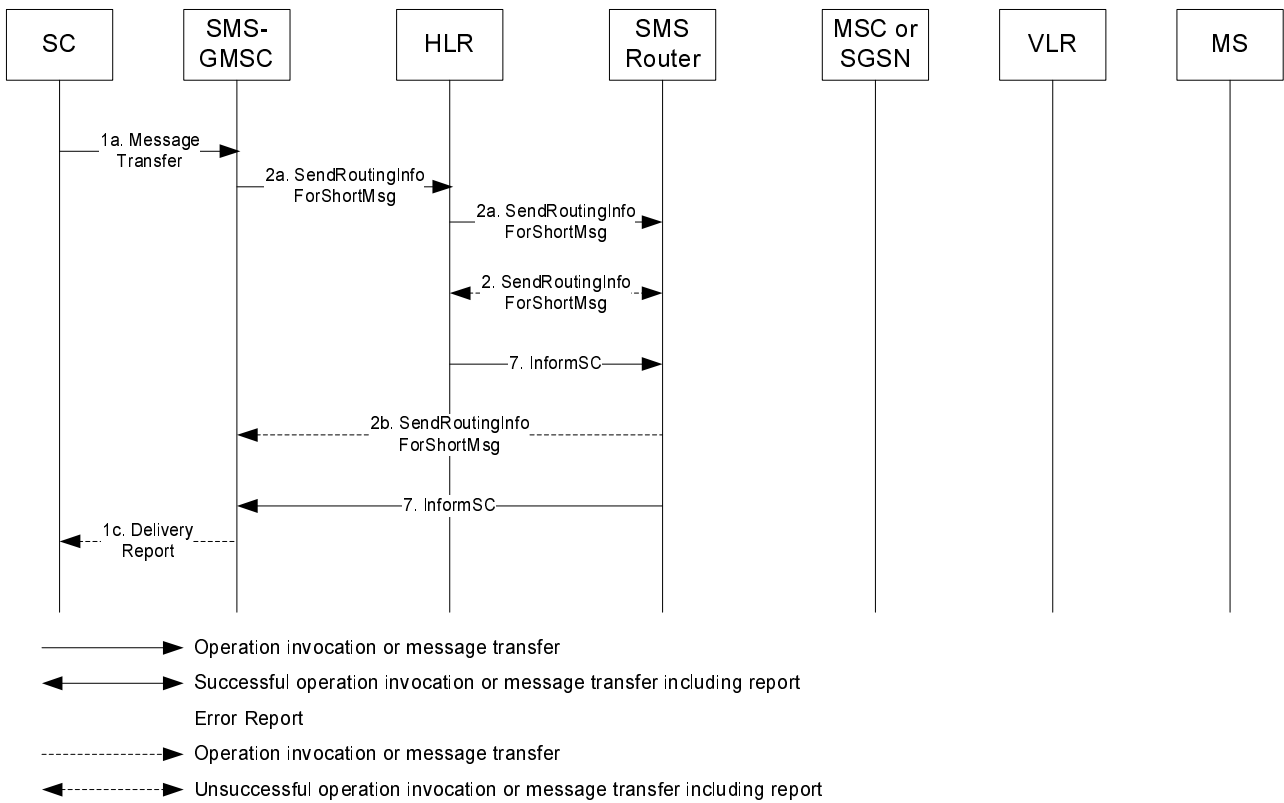 SC
SMS-
GMSC
HLR
SMS
Router
MSC or
SGSN
VLR
MS
1a. Message
Transfer
2a. SendRoutingInfo
ForShortMsg
2a. SendRoutingInfo
ForShortMsg
2. SendRoutingInfo
ForShortMsg
7. InformSC
2b. SendRoutingInfo
ForShortMsg
7. InformSC
1c. Delivery
Report
Operation invocation or message transfer
Successful operation invocation or message transfer including report
Error Report
Operation invocation or message transfer
Unsuccessful operation invocation or message transfer including report